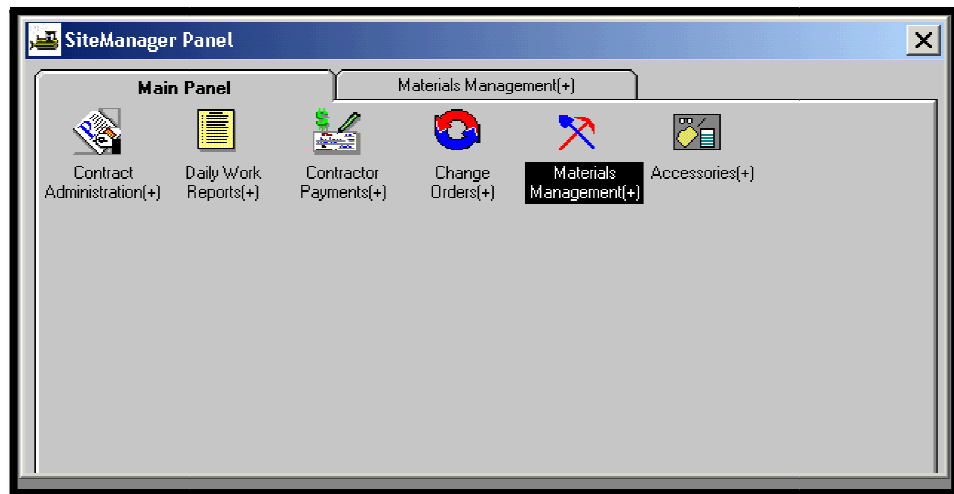 SiteManager Panel
Main Panel
Materials Management(+)
Contract
Administration(+)
Daily Work
Reports(+)
Contractor
Payments(+)
Change
Orders(+)
Materials
Management(+)
Accessories(+)